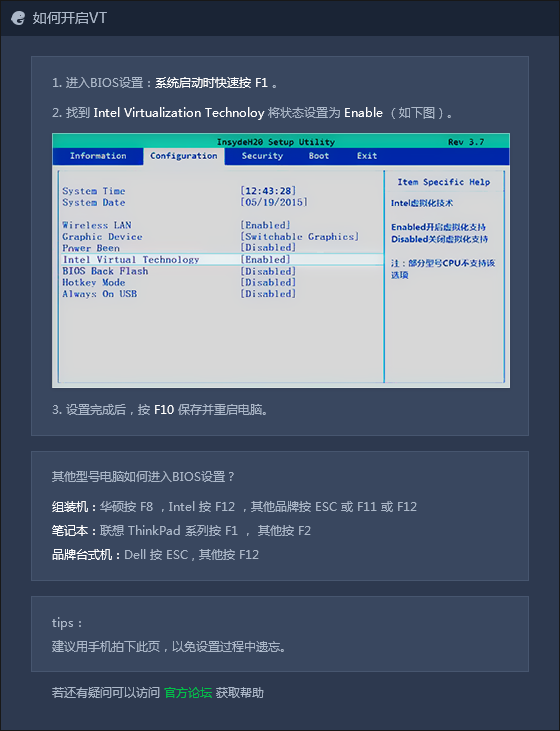 如何开启VT
1. 进入BIOS设置：系统启动时快速按 F1 。
2. 找到 Intel Virtualization Technoloy 将状态设置为 Enable （如下图）。
InsydeH20 Setup Utility Rev 3.7
Information Configuration Security Boot Exit
Item Specific Help
System Time [12:43:28]
System Date [05/19/2015]
Wireless LAN [Enabled]
Graphic Device [Switchable Graphics]
Power Been [Disabled]
Intel Virtual Technology [Enabled]
BIOS Back Flash [Disabled]
Hotkey Mode [Disabled]
Always On USB [Disabled]
Intel虚拟化技术
Enabled开启虚拟化支持
Disabled关闭虚拟化支持
注：部分型号CPU不支持该
选项
3. 设置完成后，按 F10 保存并重启电脑。
其他型号电脑如何进入BIOS设置？
组装机：华硕按 F8 ，Intel 按 F12 ，其他品牌按 ESC 或 F11 或 F12
笔记本：联想 ThinkPad 系列按 F1 ， 其他按 F2
品牌台式机：Dell 按 ESC , 其他按 F12
tips：
建议用手机拍下此页，以免设置过程中遗忘。
若还有疑问可以访问 官方论坛 获取帮助